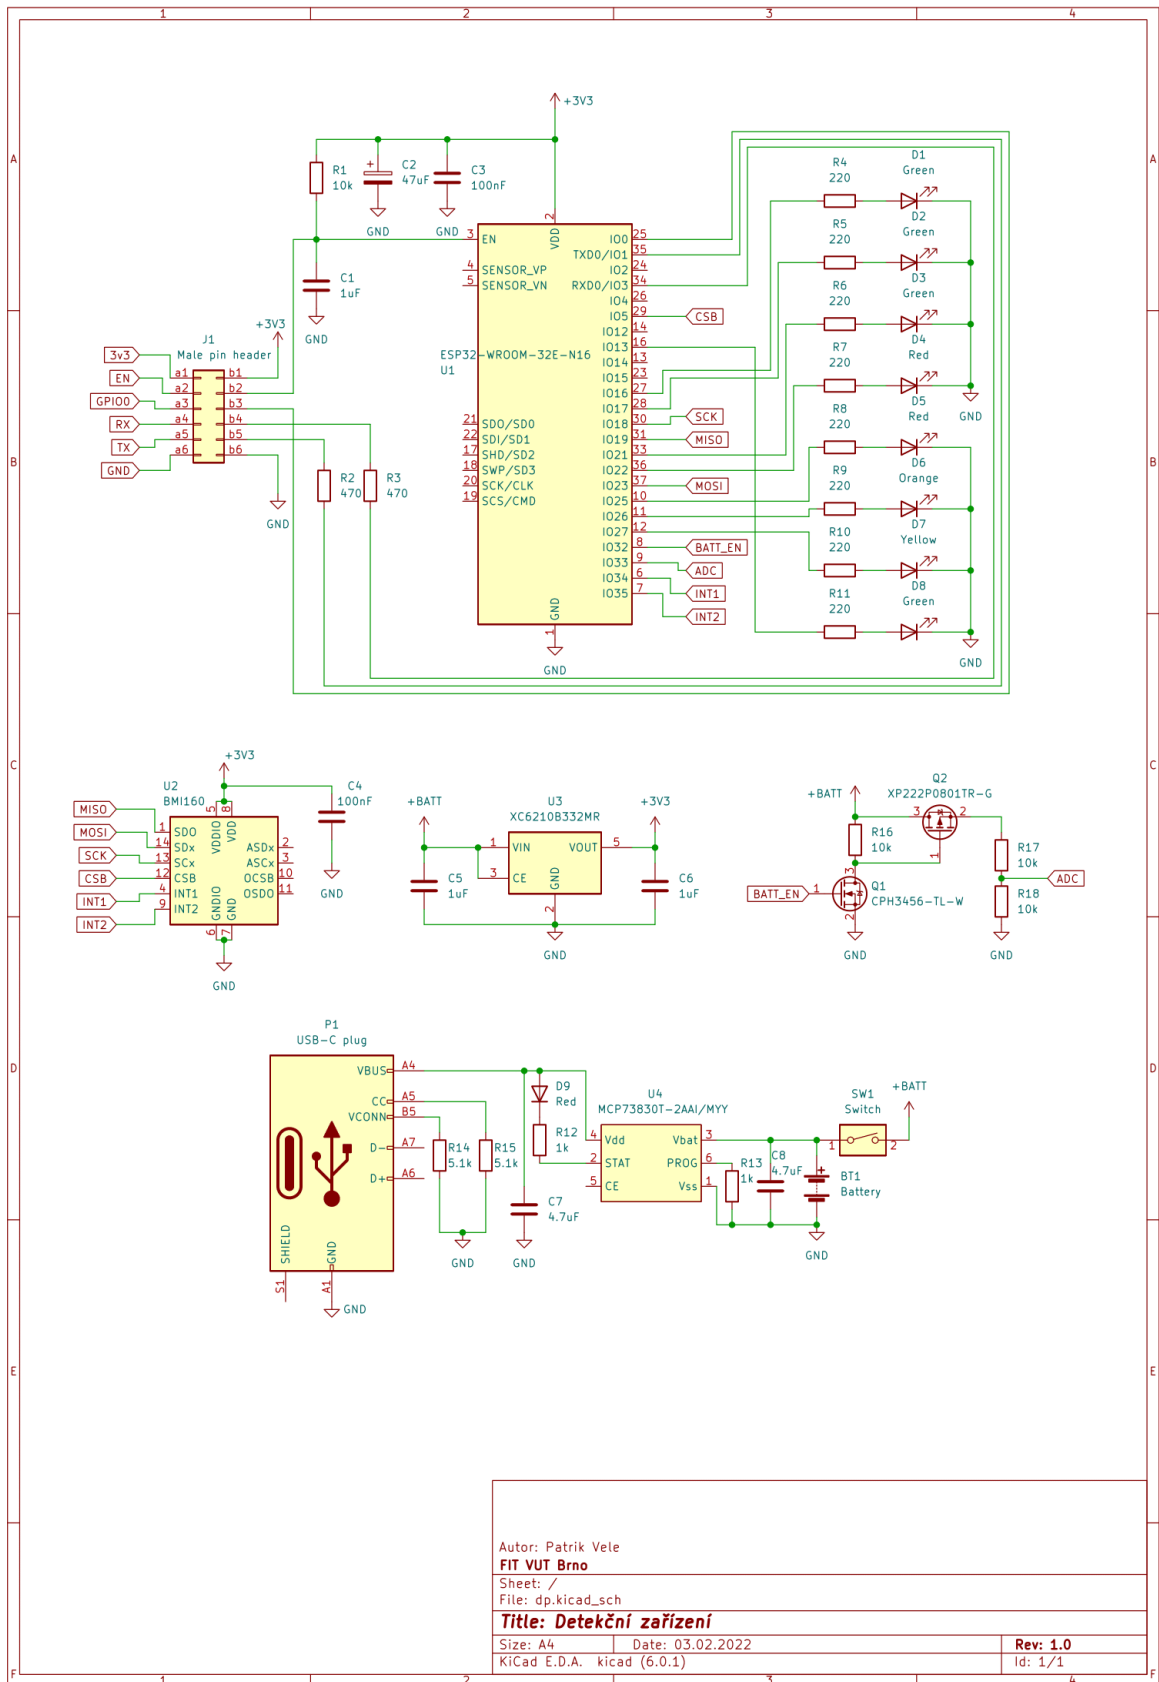 1 2 3 4
A A
+3V3
R1
10k
C2
47uF
C3
100nF
GND GND
C1
1uF
GND
VDD 2
3 EN
4 SENSOR_VP
5 SENSOR_VN
ESP32-WROOM-32E-N16
U1
21 SDO/SD0
22 SDI/SD1
17 SHD/SD2
18 SWP/SD3
20 SCK/CLK
19 SCS/CMD
IO0 25
TXD0/IO1 35
IO2 24
RXD0/IO3 34
IO4 26
IO5 29
IO12 14
IO13 16
IO14 13
IO15 23
IO16 27
IO17 28
IO18 30
IO19 31
IO21 33
IO22 36
IO23 37
IO25 10
IO26 11
IO27 12
IO32 8
IO33 9
IO34 6
IO35 7
GND 1
GND
CSB
SCK
MISO
MOSI
BATT_EN
ADC
INT1
INT2
R4
220
D1
Green
R5
220
D2
Green
R6
220
D3
Green
R7
220
D4
Red
R8
220
D5
Red
R9
220
D6
Orange
R10
220
D7
Yellow
R11
220
D8
Green
GND
GND
B B
+3V3
J1
Male pin header
3v3
EN
GPIO0
RX
TX
GND
a1 b1
a2 b2
a3 b3
a4 b4
a5 b5
a6 b6
GND
R2
470
R3
470
C C
+3V3
U2
BMI160
C4
100nF
GND
MISO
MOSI
SCK
CSB
INT1
INT2
1 SDO
14 SDx
13 SCx
12 CSB
4 INT1
9 INT2
5 VDDIO
8 VDD
ASDx 2
ASCx 3
OCSB 10
OSDO 11
GNDIO 6
GND 7
GND
+BATT
U3
XC6210B332MR
+3V3
1 VIN
3 CE
VOUT 5
GND 2
C5
1uF
C6
1uF
GND
+BATT
Q2
XP222P0801TR-G
3 2
1
R16
10k
BATT_EN
1
3
2
Q1
CPH3456-TL-W
GND
R17
10k
R18
10k
ADC
GND
D D
P1
USB-C plug
VBUS A4
CC A5
VCONN B5
D- A7
D+ A6
SHIELD S1
GND A1
GND
R14
5.1k
R15
5.1k
GND
C7
4.7uF
GND
D9
Red
R12
1k
U4
MCP73830T-2AAI/MYY
4 Vdd
2 STAT
5 CE
Vbat 3
PROG 6
Vss 1
R13
1k
C8
4.7uF
SW1
Switch
1 2
+BATT
BT1
Battery
GND
E E
Autor: Patrik Vele
FIT VUT Brno
Sheet: /
File: dp.kicad_sch
Title: Detekční zařízení
Size: A4 Date: 03.02.2022 Rev: 1.0
KiCad E.D.A. kicad (6.0.1) Id: 1/1
F F
1 2 3 4